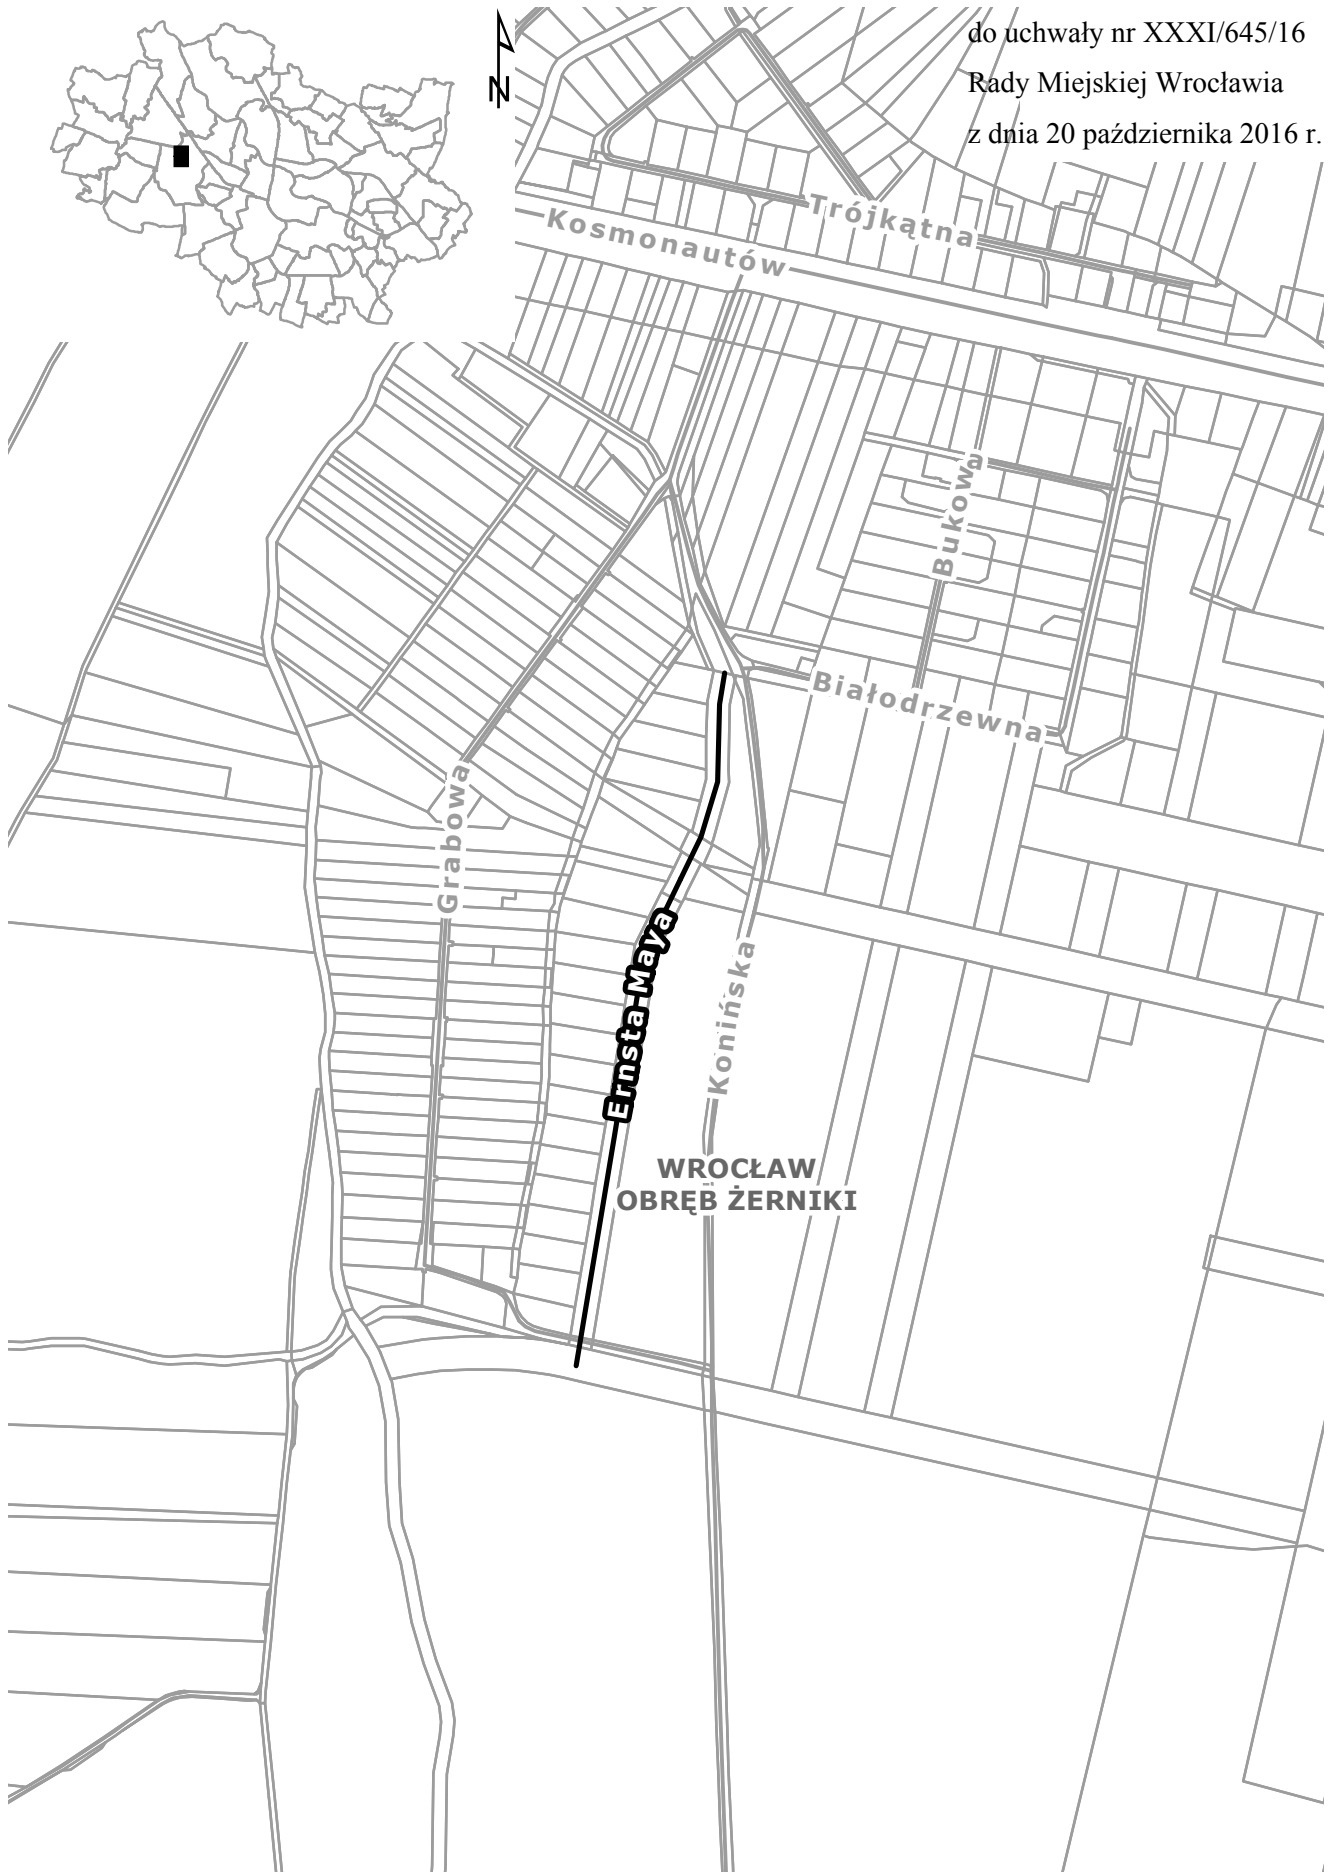 do uchwały nr XXXI/645/16
Rady Miejskiej Wrocławia
z dnia 20 października 2016 r.
N
Trójkątna
Kosmonautów
Bukowa
Białodrzewna
Grabowa
Ernsta Maya
Konińska
WROCŁAW
OBRĘB ŻERNIKI